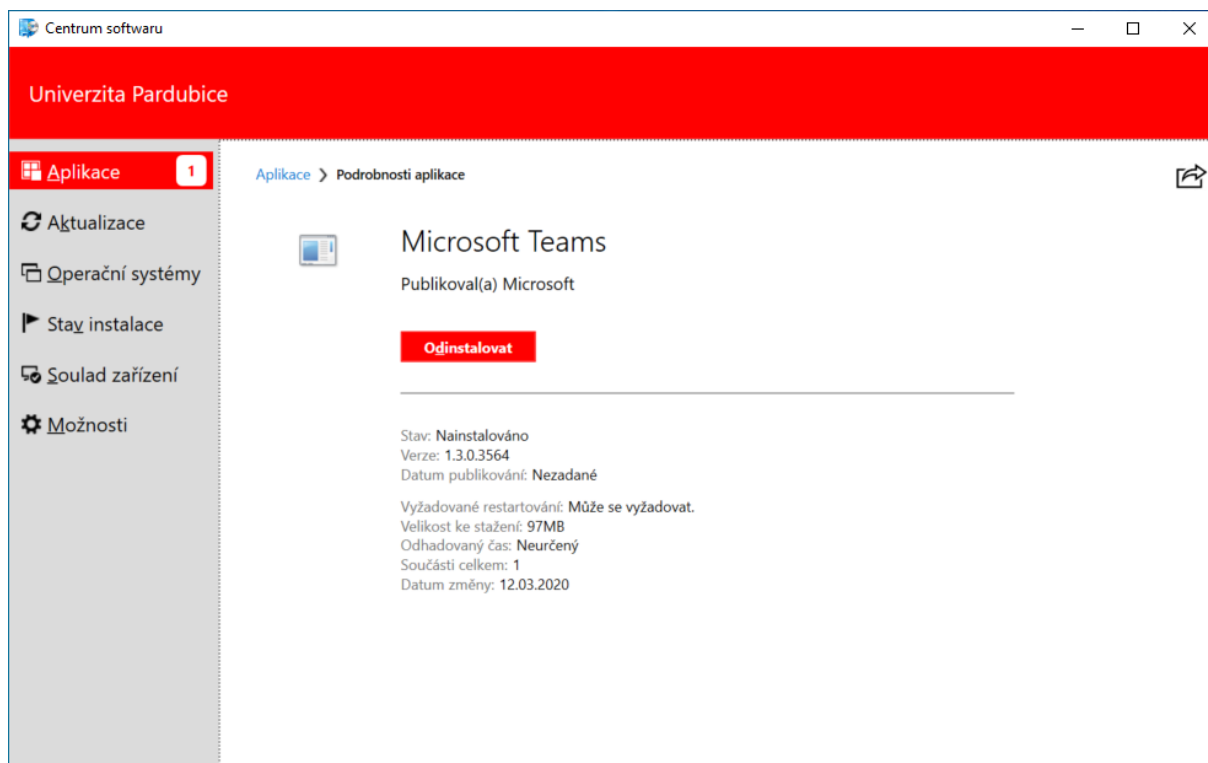 Centrum softwaru
Univerzita Pardubice
Aplikace 1
Aktualizace
Operační systémy
Stav instalace
Soulad zařízení
Možnosti
Aplikace ❯ Podrobnosti aplikace
Microsoft Teams
Publikoval(a) Microsoft
Odinstalovat
Stav: Nainstalováno
Verze: 1.3.0.3564
Datum publikování: Nezadané
Vyžadované restartování: Může se vyžadovat.
Velikost ke stažení: 97MB
Odhadovaný čas: Neurčený
Součásti celkem: 1
Datum změny: 12.03.2020